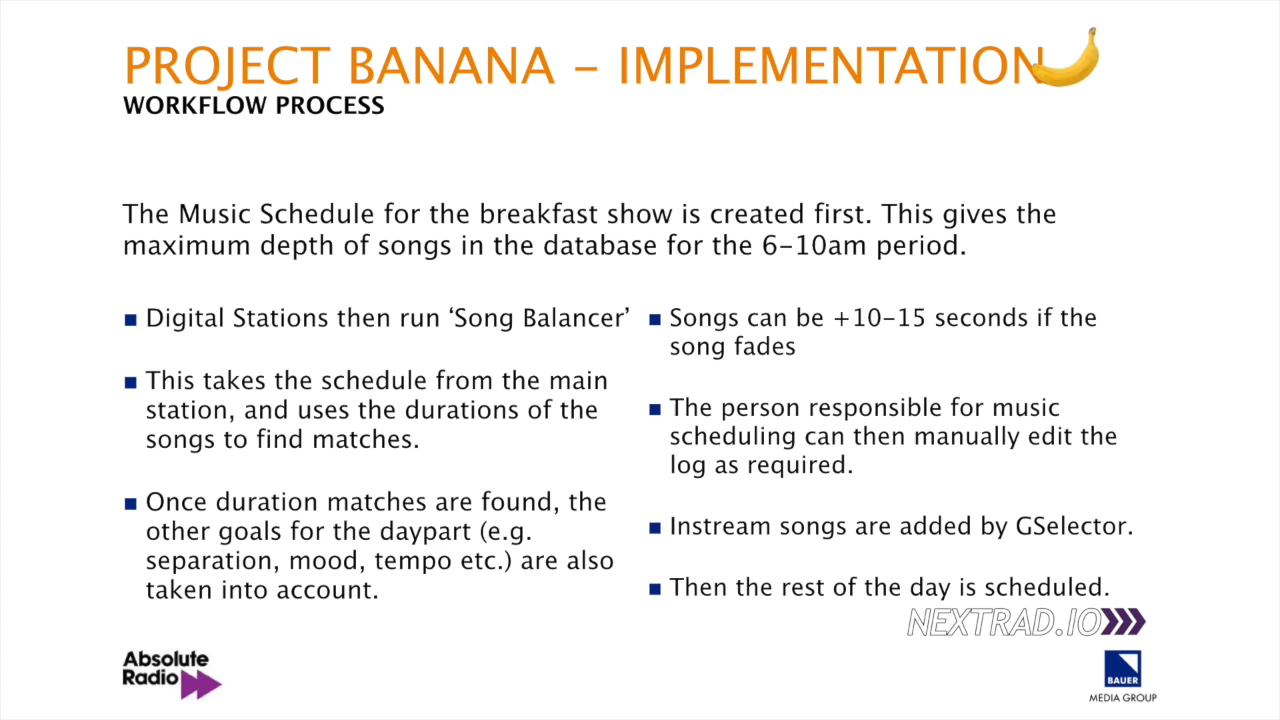 PROJECT BANANA – IMPLEMENTATION
WORKFLOW PROCESS
The Music Schedule for the breakfast show is created first. This gives the
maximum depth of songs in the database for the 6–10am period.
Digital Stations then run ‘Song Balancer’
This takes the schedule from the main
station, and uses the durations of the
songs to find matches.
Once duration matches are found, the
other goals for the daypart (e.g.
separation, mood, tempo etc.) are also
taken into account.
Songs can be +10–15 seconds if the
song fades
The person responsible for music
scheduling can then manually edit the
log as required.
Instream songs are added by GSelector.
Then the rest of the day is scheduled.
NEXTRAD.IO
Absolute
Radio
BAUER
MEDIA GROUP